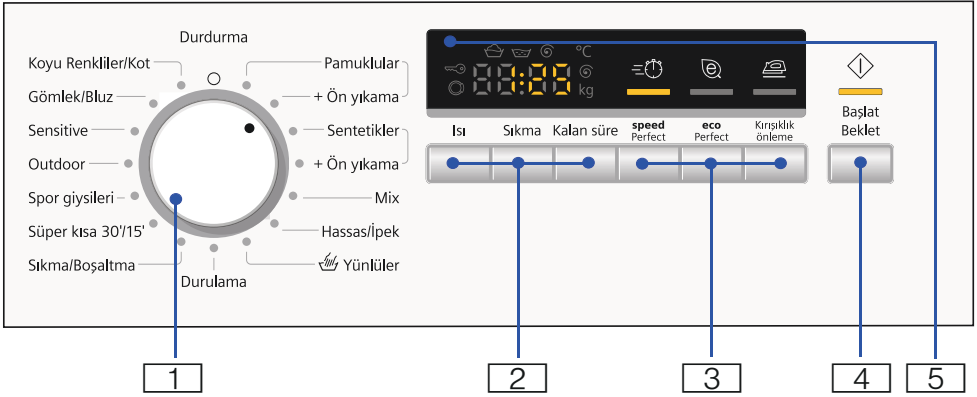 Durdurma
Koyu Renkliler/Kot
Gömlek/Bluz
Sensitive
Outdoor
Spor giysileri
Süper kısa 30'/15'
Sıkma/Boşaltma
Durulama
Pamuklular
+ Ön yıkama
Sentetikler
+ Ön yıkama
Mix
Hassas/İpek
Yünlüler
°C
1:25
kg
Isı
Sıkma
Kalan süre
speed
Perfect
eco
Perfect
Kırışıklık
önleme
Başlat
Beklet
1
2
3
4
5